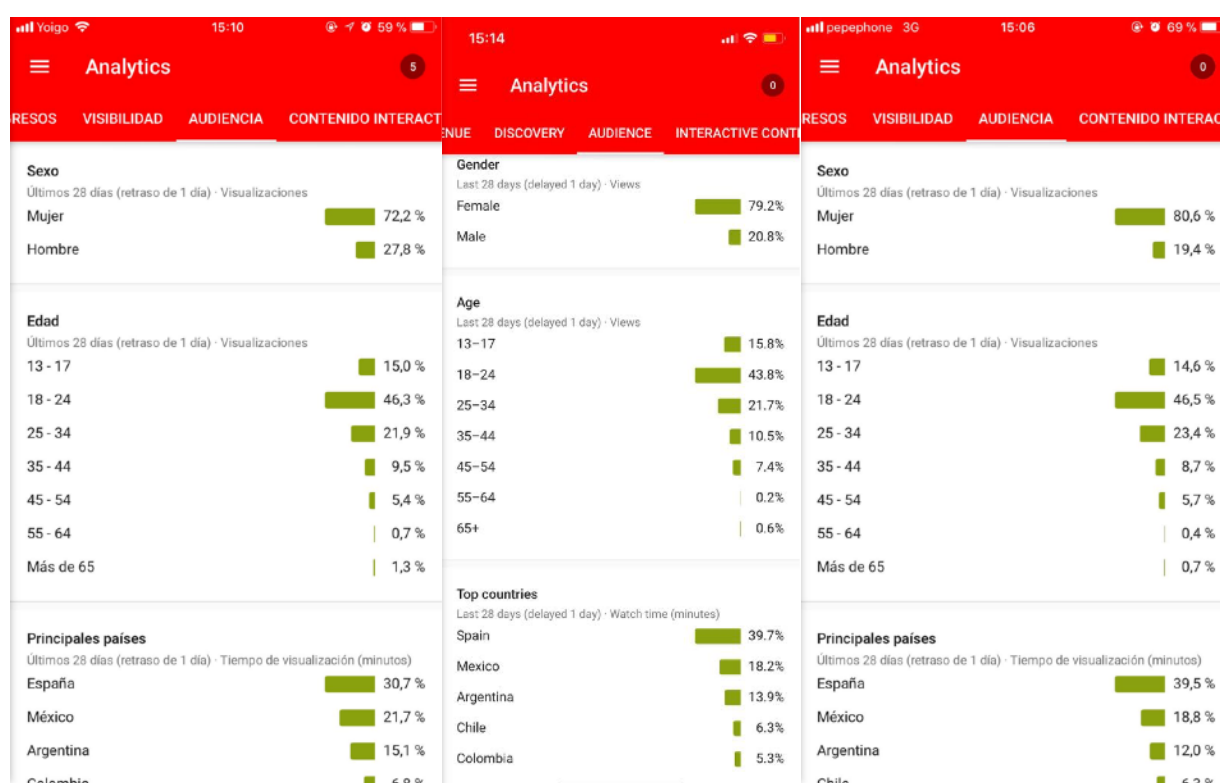 Yoigo 15:10 59 %
Analytics 5
RESOS VISIBILIDAD AUDIENCIA CONTENIDO INTERACT
Sexo
Últimos 28 días (retraso de 1 día) · Visualizaciones
Mujer 72,2 %
Hombre 27,8 %
Edad
Últimos 28 días (retraso de 1 día) · Visualizaciones
13 - 17 15,0 %
18 - 24 46,3 %
25 - 34 21,9 %
35 - 44 9,5 %
45 - 54 5,4 %
55 - 64 0,7 %
Más de 65 1,3 %
Principales países
Últimos 28 días (retraso de 1 día) · Tiempo de visualización (minutos)
España 30,7 %
México 21,7 %
Argentina 15,1 %
Colombia 6,8 %
15:14
Analytics 0
ENUE DISCOVERY AUDIENCE INTERACTIVE CONT
Gender
Last 28 days (delayed 1 day) · Views
Female 79.2%
Male 20.8%
Age
Last 28 days (delayed 1 day) · Views
13–17 15.8%
18–24 43.8%
25–34 21.7%
35–44 10.5%
45–54 7.4%
55–64 0.2%
65+ 0.6%
Top countries
Last 28 days (delayed 1 day) · Watch time (minutes)
Spain 39.7%
Mexico 18.2%
Argentina 13.9%
Chile 6.3%
Colombia 5.3%
pepephone 3G 15:06 69 %
Analytics 0
RESOS VISIBILIDAD AUDIENCIA CONTENIDO INTERAC
Sexo
Últimos 28 días (retraso de 1 día) · Visualizaciones
Mujer 80,6 %
Hombre 19,4 %
Edad
Últimos 28 días (retraso de 1 día) · Visualizaciones
13 - 17 14,6 %
18 - 24 46,5 %
25 - 34 23,4 %
35 - 44 8,7 %
45 - 54 5,7 %
55 - 64 0,4 %
Más de 65 0,7 %
Principales países
Últimos 28 días (retraso de 1 día) · Tiempo de visualización (minutos)
España 39,5 %
México 18,8 %
Argentina 12,0 %
Chile 6,3 %